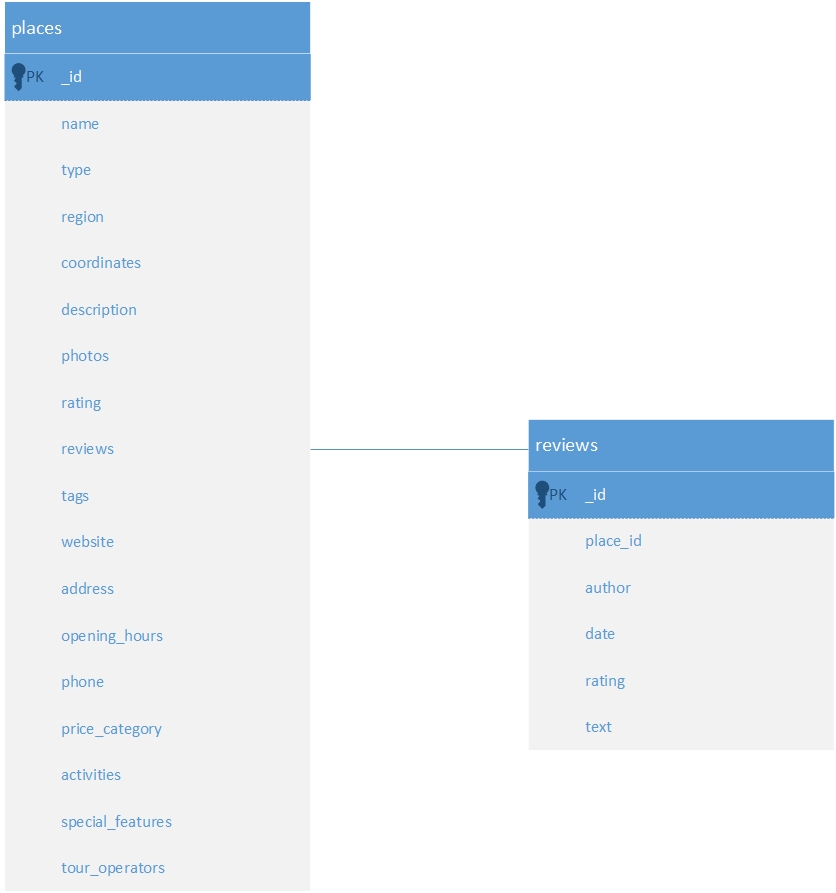 places
PK _id
name
type
region
coordinates
description
photos
rating
reviews
tags
website
address
opening_hours
phone
price_category
activities
special_features
tour_operators
reviews
PK _id
place_id
author
date
rating
text